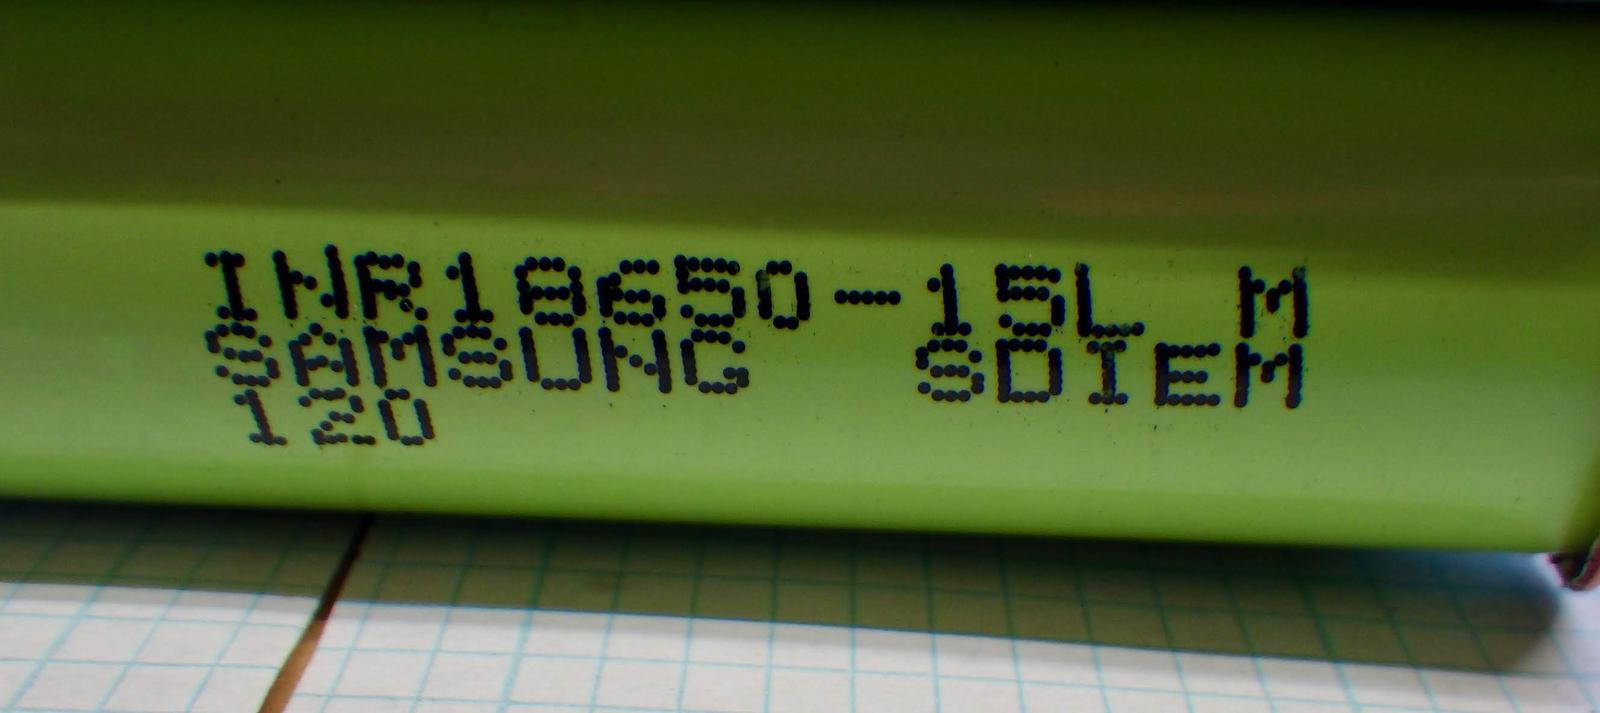 INR18650-15L M
SAMSUNG SDIEM
120